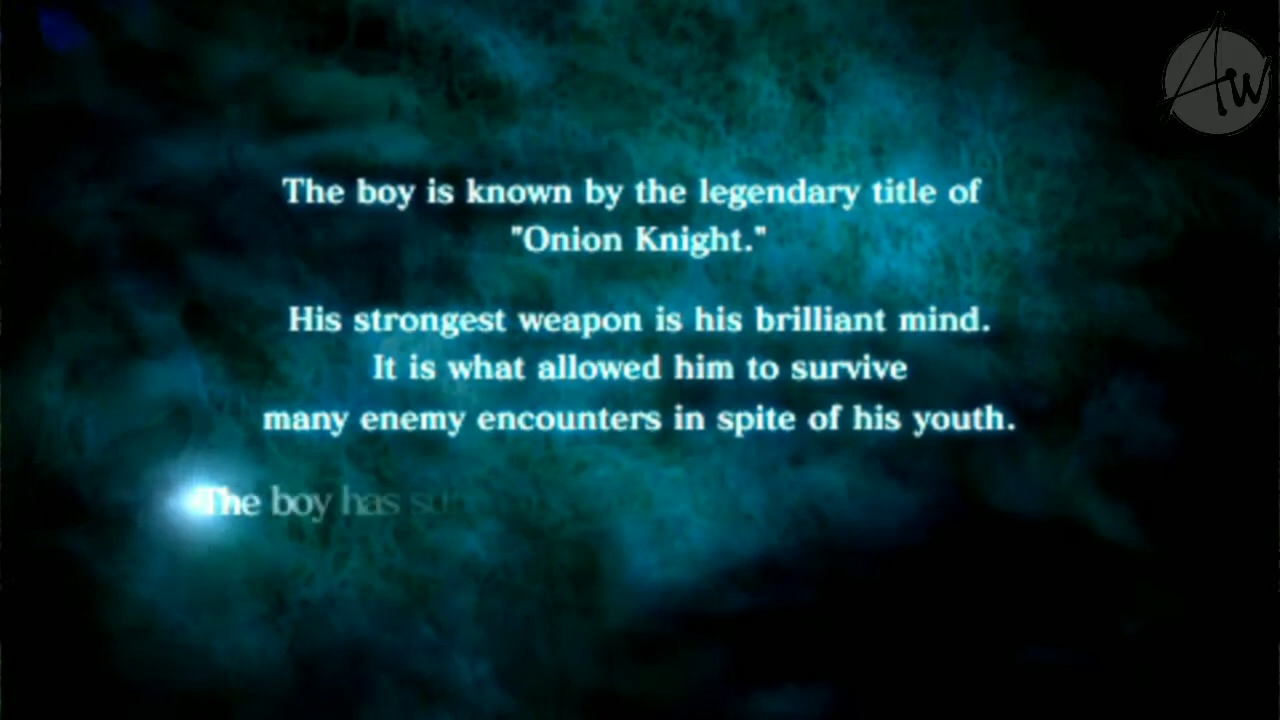 Aw
The boy is known by the legendary title of
"Onion Knight."
His strongest weapon is his brilliant mind.
It is what allowed him to survive
many enemy encounters in spite of his youth.
The boy has